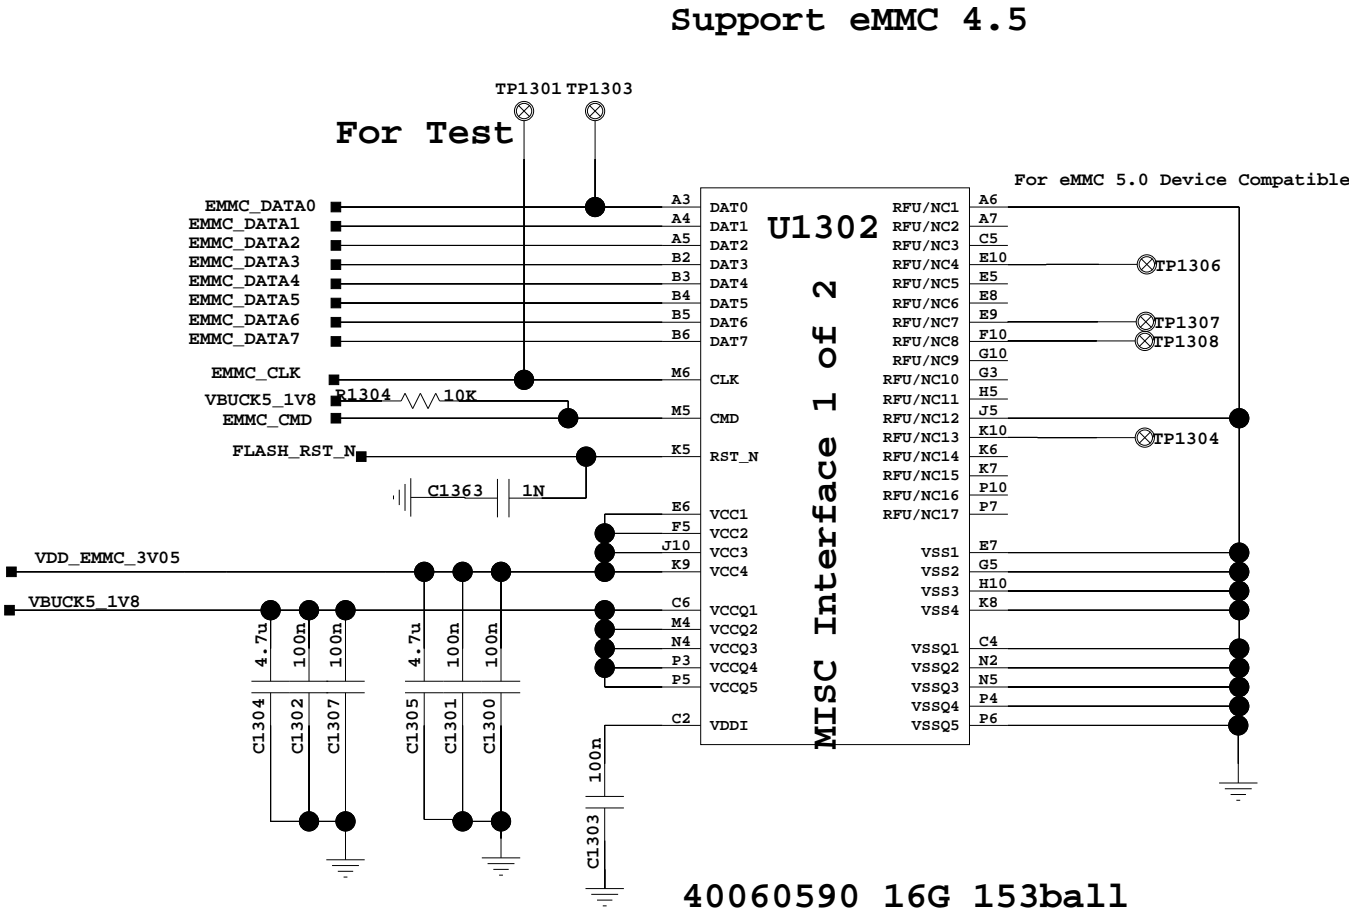 Support eMMC 4.5
TP1301 TP1303
For Test
For eMMC 5.0 Device Compatible
EMMC_DATA0
EMMC_DATA1
EMMC_DATA2
EMMC_DATA3
EMMC_DATA4
EMMC_DATA5
EMMC_DATA6
EMMC_DATA7
EMMC_CLK
VBUCK5_1V8
R1304
10K
EMMC_CMD
FLASH_RST_N
C1363
1N
VDD_EMMC_3V05
VBUCK5_1V8
4.7u
100n
100n
4.7u
100n
100n
C1304
C1302
C1307
C1305
C1301
C1300
100n
C1303
A3 DAT0
A4 DAT1
A5 DAT2
B2 DAT3
B3 DAT4
B4 DAT5
B5 DAT6
B6 DAT7
M6 CLK
M5 CMD
K5 RST_N
E6 VCC1
F5 VCC2
J10 VCC3
K9 VCC4
C6 VCCQ1
M4 VCCQ2
N4 VCCQ3
P3 VCCQ4
P5 VCCQ5
C2 VDDI
U1302
MISC Interface 1 of 2
RFU/NC1 A6
RFU/NC2 A7
RFU/NC3 C5
RFU/NC4 E10
RFU/NC5 E5
RFU/NC6 E8
RFU/NC7 E9
RFU/NC8 F10
RFU/NC9 G10
RFU/NC10 G3
RFU/NC11 H5
RFU/NC12 J5
RFU/NC13 K10
RFU/NC14 K6
RFU/NC15 K7
RFU/NC16 P10
RFU/NC17 P7
VSS1 E7
VSS2 G5
VSS3 H10
VSS4 K8
VSSQ1 C4
VSSQ2 N2
VSSQ3 N5
VSSQ4 P4
VSSQ5 P6
TP1306
TP1307
TP1308
TP1304
40060590 16G 153ball